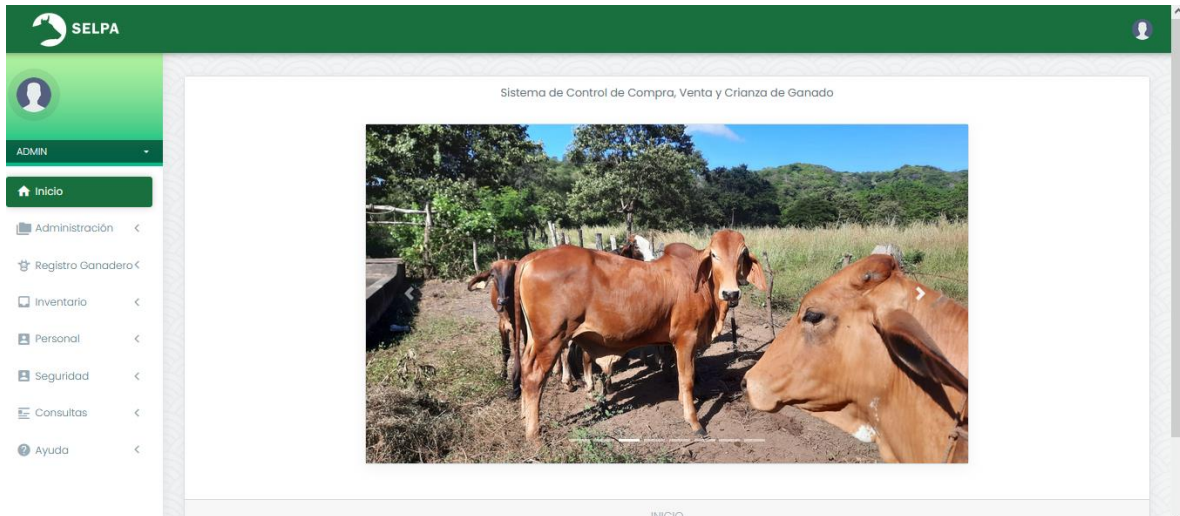 SELPA
Sistema de Control de Compra, Venta y Crianza de Ganado
ADMIN
Inicio
Administración
Registro Ganadero
Inventario
Personal
Seguridad
Consultas
Ayuda
INICIO